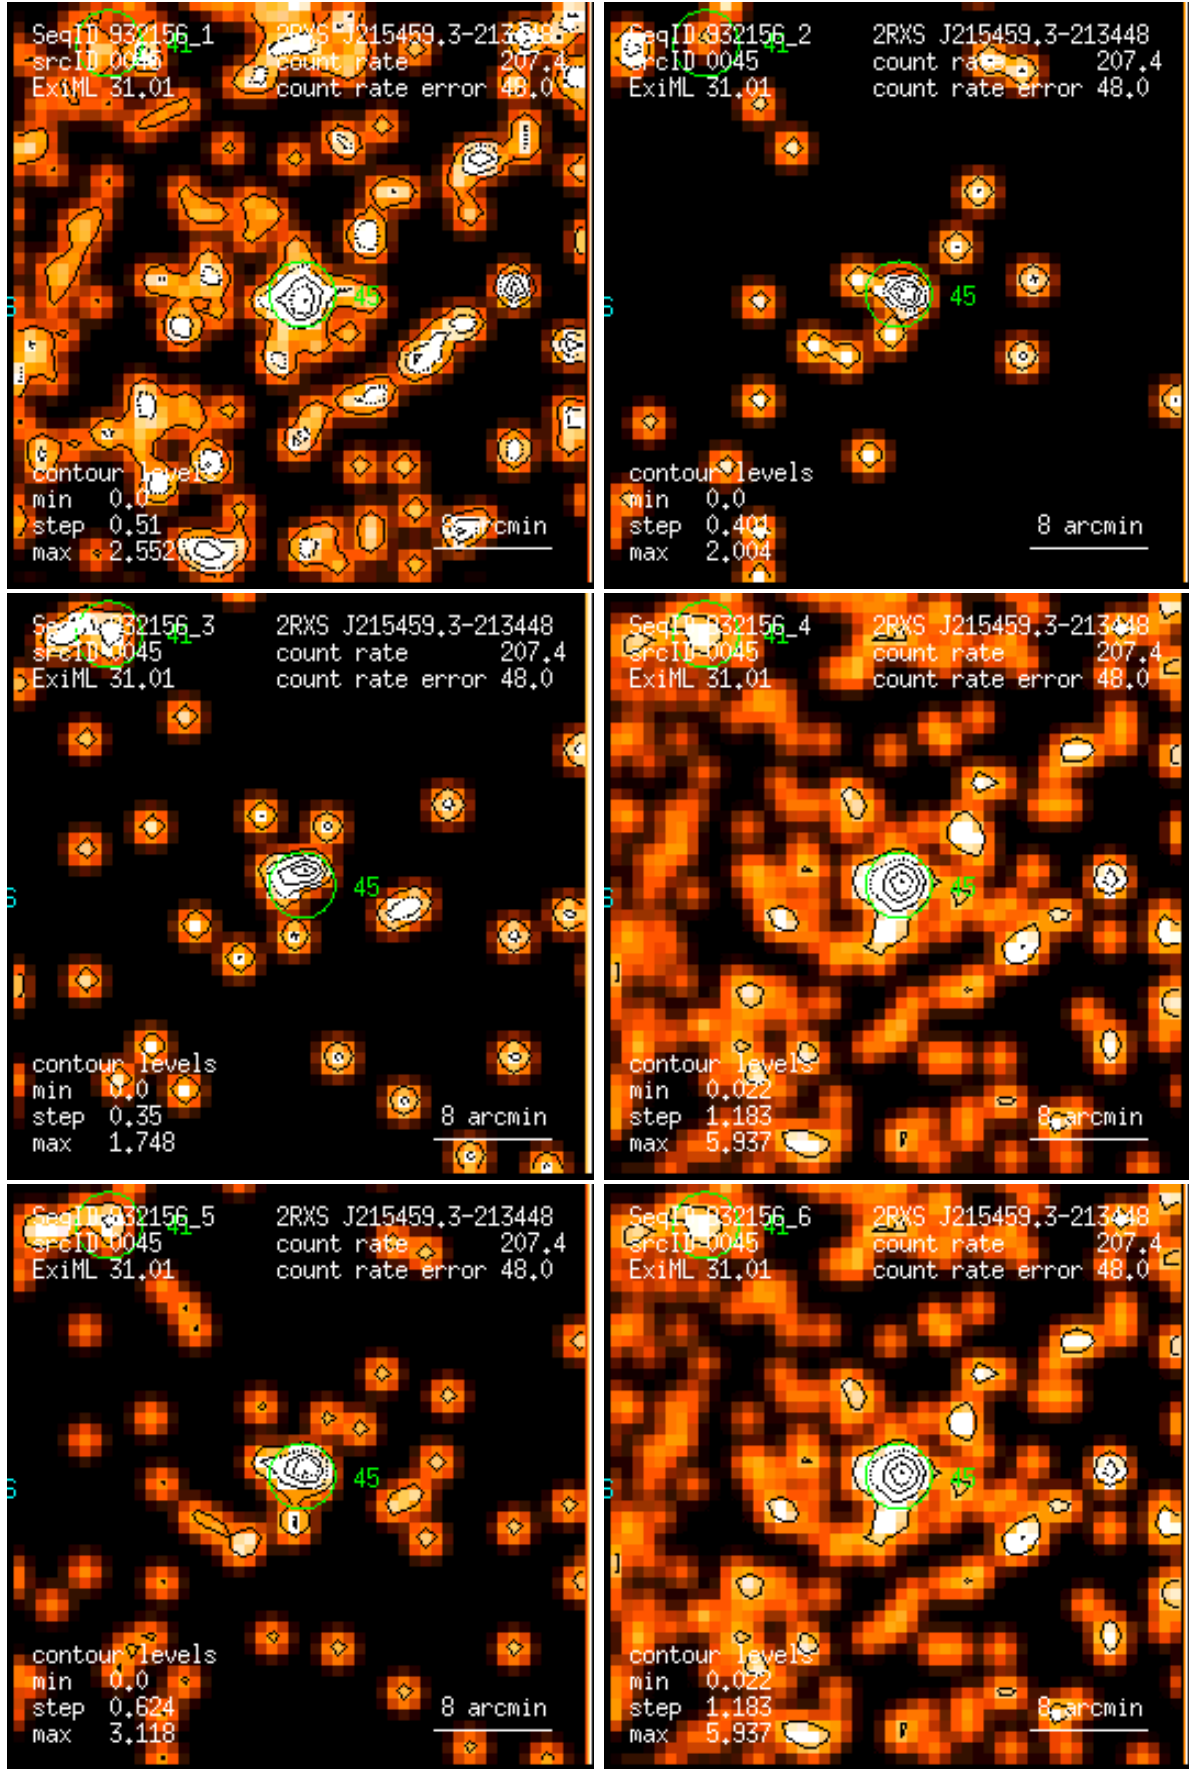 SeqID 932156_1 2RXS J215459.3-213448
41
srcID 0045 count rate 207.4
ExiML 31.01 count rate error 48.0
45
S
contour levels
min 0.0
step 0.51 8 arcmin
max 2.552
SeqID 932156_2 2RXS J215459.3-213448
41
srcID 0045 count rate 207.4
ExiML 31.01 count rate error 48.0
45
S
contour levels
min 0.0
step 0.401 8 arcmin
max 2.004
SeqID 932156_3 2RXS J215459.3-213448
41
srcID 0045 count rate 207.4
ExiML 31.01 count rate error 48.0
45
S
contour levels
min 0.0
step 0.35 8 arcmin
max 1.748
SeqID 932156_4 2RXS J215459.3-213448
41
srcID 0045 count rate 207.4
ExiML 31.01 count rate error 48.0
45
S
contour levels
min 0.022
step 1.183 8 arcmin
max 5.937
SeqID 932156_5 2RXS J215459.3-213448
41
srcID 0045 count rate 207.4
ExiML 31.01 count rate error 48.0
45
S
contour levels
min 0.0
step 0.624 8 arcmin
max 3.118
SeqID 932156_6 2RXS J215459.3-213448
41
srcID 0045 count rate 207.4
ExiML 31.01 count rate error 48.0
45
S
contour levels
min 0.022
step 1.183 8 arcmin
max 5.937